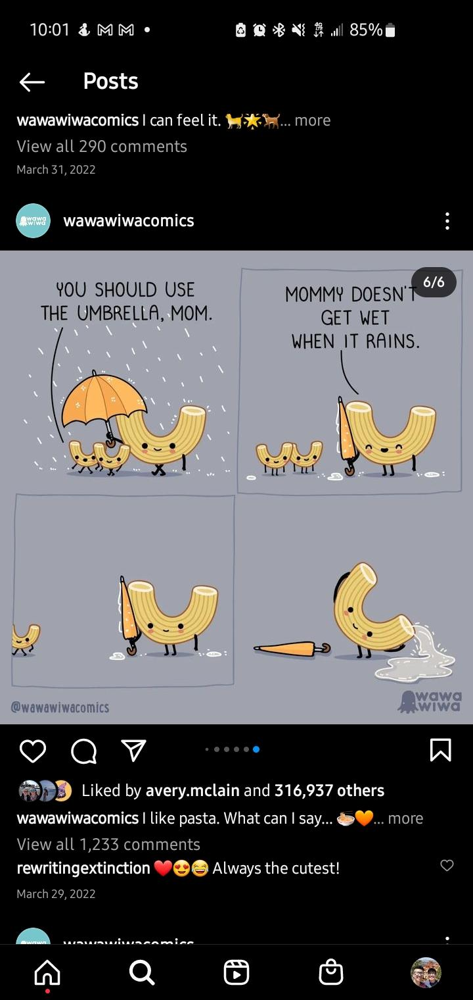 10:01
4G
LTE
85%
Posts
wawawiwacomics I can feel it. 🐕🌟🐕‍🦺... more
View all 290 comments
March 31, 2022
wawa
wiwa
wawawiwacomics
6/6
YOU SHOULD USE
THE UMBRELLA, MOM.
MOMMY DOESN'T
GET WET
WHEN IT RAINS.
@wawawiwacomics
wawa
wiwa
Liked by avery.mclain and 316,937 others
wawawiwacomics I like pasta. What can I say... 🍜🧡... more
View all 1,233 comments
rewritingextinction ❤️😍😂 Always the cutest!
March 29, 2022
wawa
wawawiwacomics